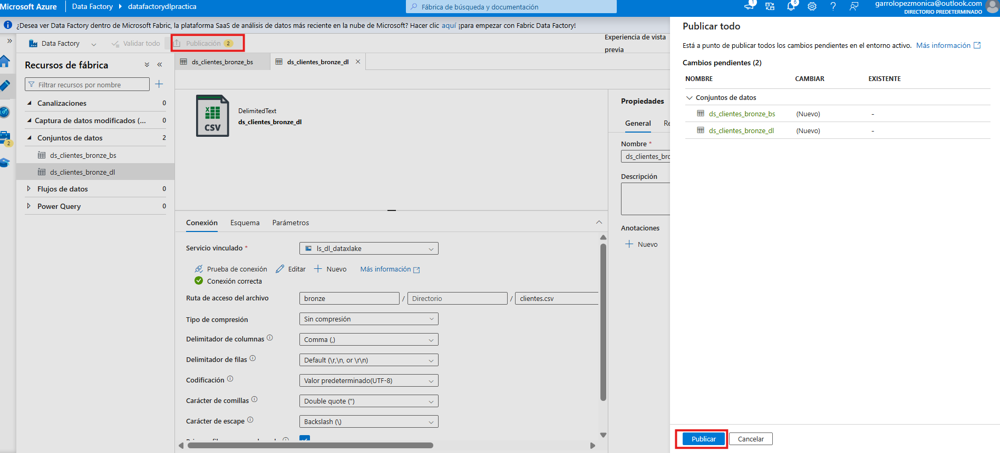 Microsoft Azure
Data Factory
datafactorydlpractica
Fábrica de búsqueda y documentación
1
6
garrolopezmonica@outlook.com
DIRECTORIO PREDETERMINADO
¿Desea ver Data Factory dentro de Microsoft Fabric, la plataforma SaaS de análisis de datos más reciente en la nube de Microsoft? Hacer clic aquí ¡para empezar con Fabric Data Factory!
Data Factory
Validar todo
Publicación 2
Experiencia de vista
previa
Recursos de fábrica
Filtrar recursos por nombre
Canalizaciones 0
Captura de datos modificados (... 0
Conjuntos de datos 2
ds_clientes_bronze_bs
ds_clientes_bronze_dl
Flujos de datos 0
Power Query 0
2
ds_clientes_bronze_bs
ds_clientes_bronze_dl
CSV
DelimitedText
ds_clientes_bronze_dl
Conexión
Esquema
Parámetros
Servicio vinculado *
ls_dl_dataxlake
Prueba de conexión
Editar
Nuevo
Más información
Conexión correcta
Ruta de acceso del archivo
bronze / Directorio / clientes.csv
Tipo de compresión
Sin compresión
Delimitador de columnas
Comma (,)
Delimitador de filas
Default (\r,\n, or \r\n)
Codificación
Valor predeterminado(UTF-8)
Carácter de comillas
Double quote (")
Carácter de escape
Backslash (\)
Propiedades
General
Re
Nombre *
ds_clientes_bro
Descripción
Anotaciones
Nuevo
Publicar todo
Está a punto de publicar todos los cambios pendientes en el entorno activo. Más información
Cambios pendientes (2)
NOMBRE CAMBIAR EXISTENTE
Conjuntos de datos
ds_clientes_bronze_bs (Nuevo) -
ds_clientes_bronze_dl (Nuevo) -
Publicar
Cancelar